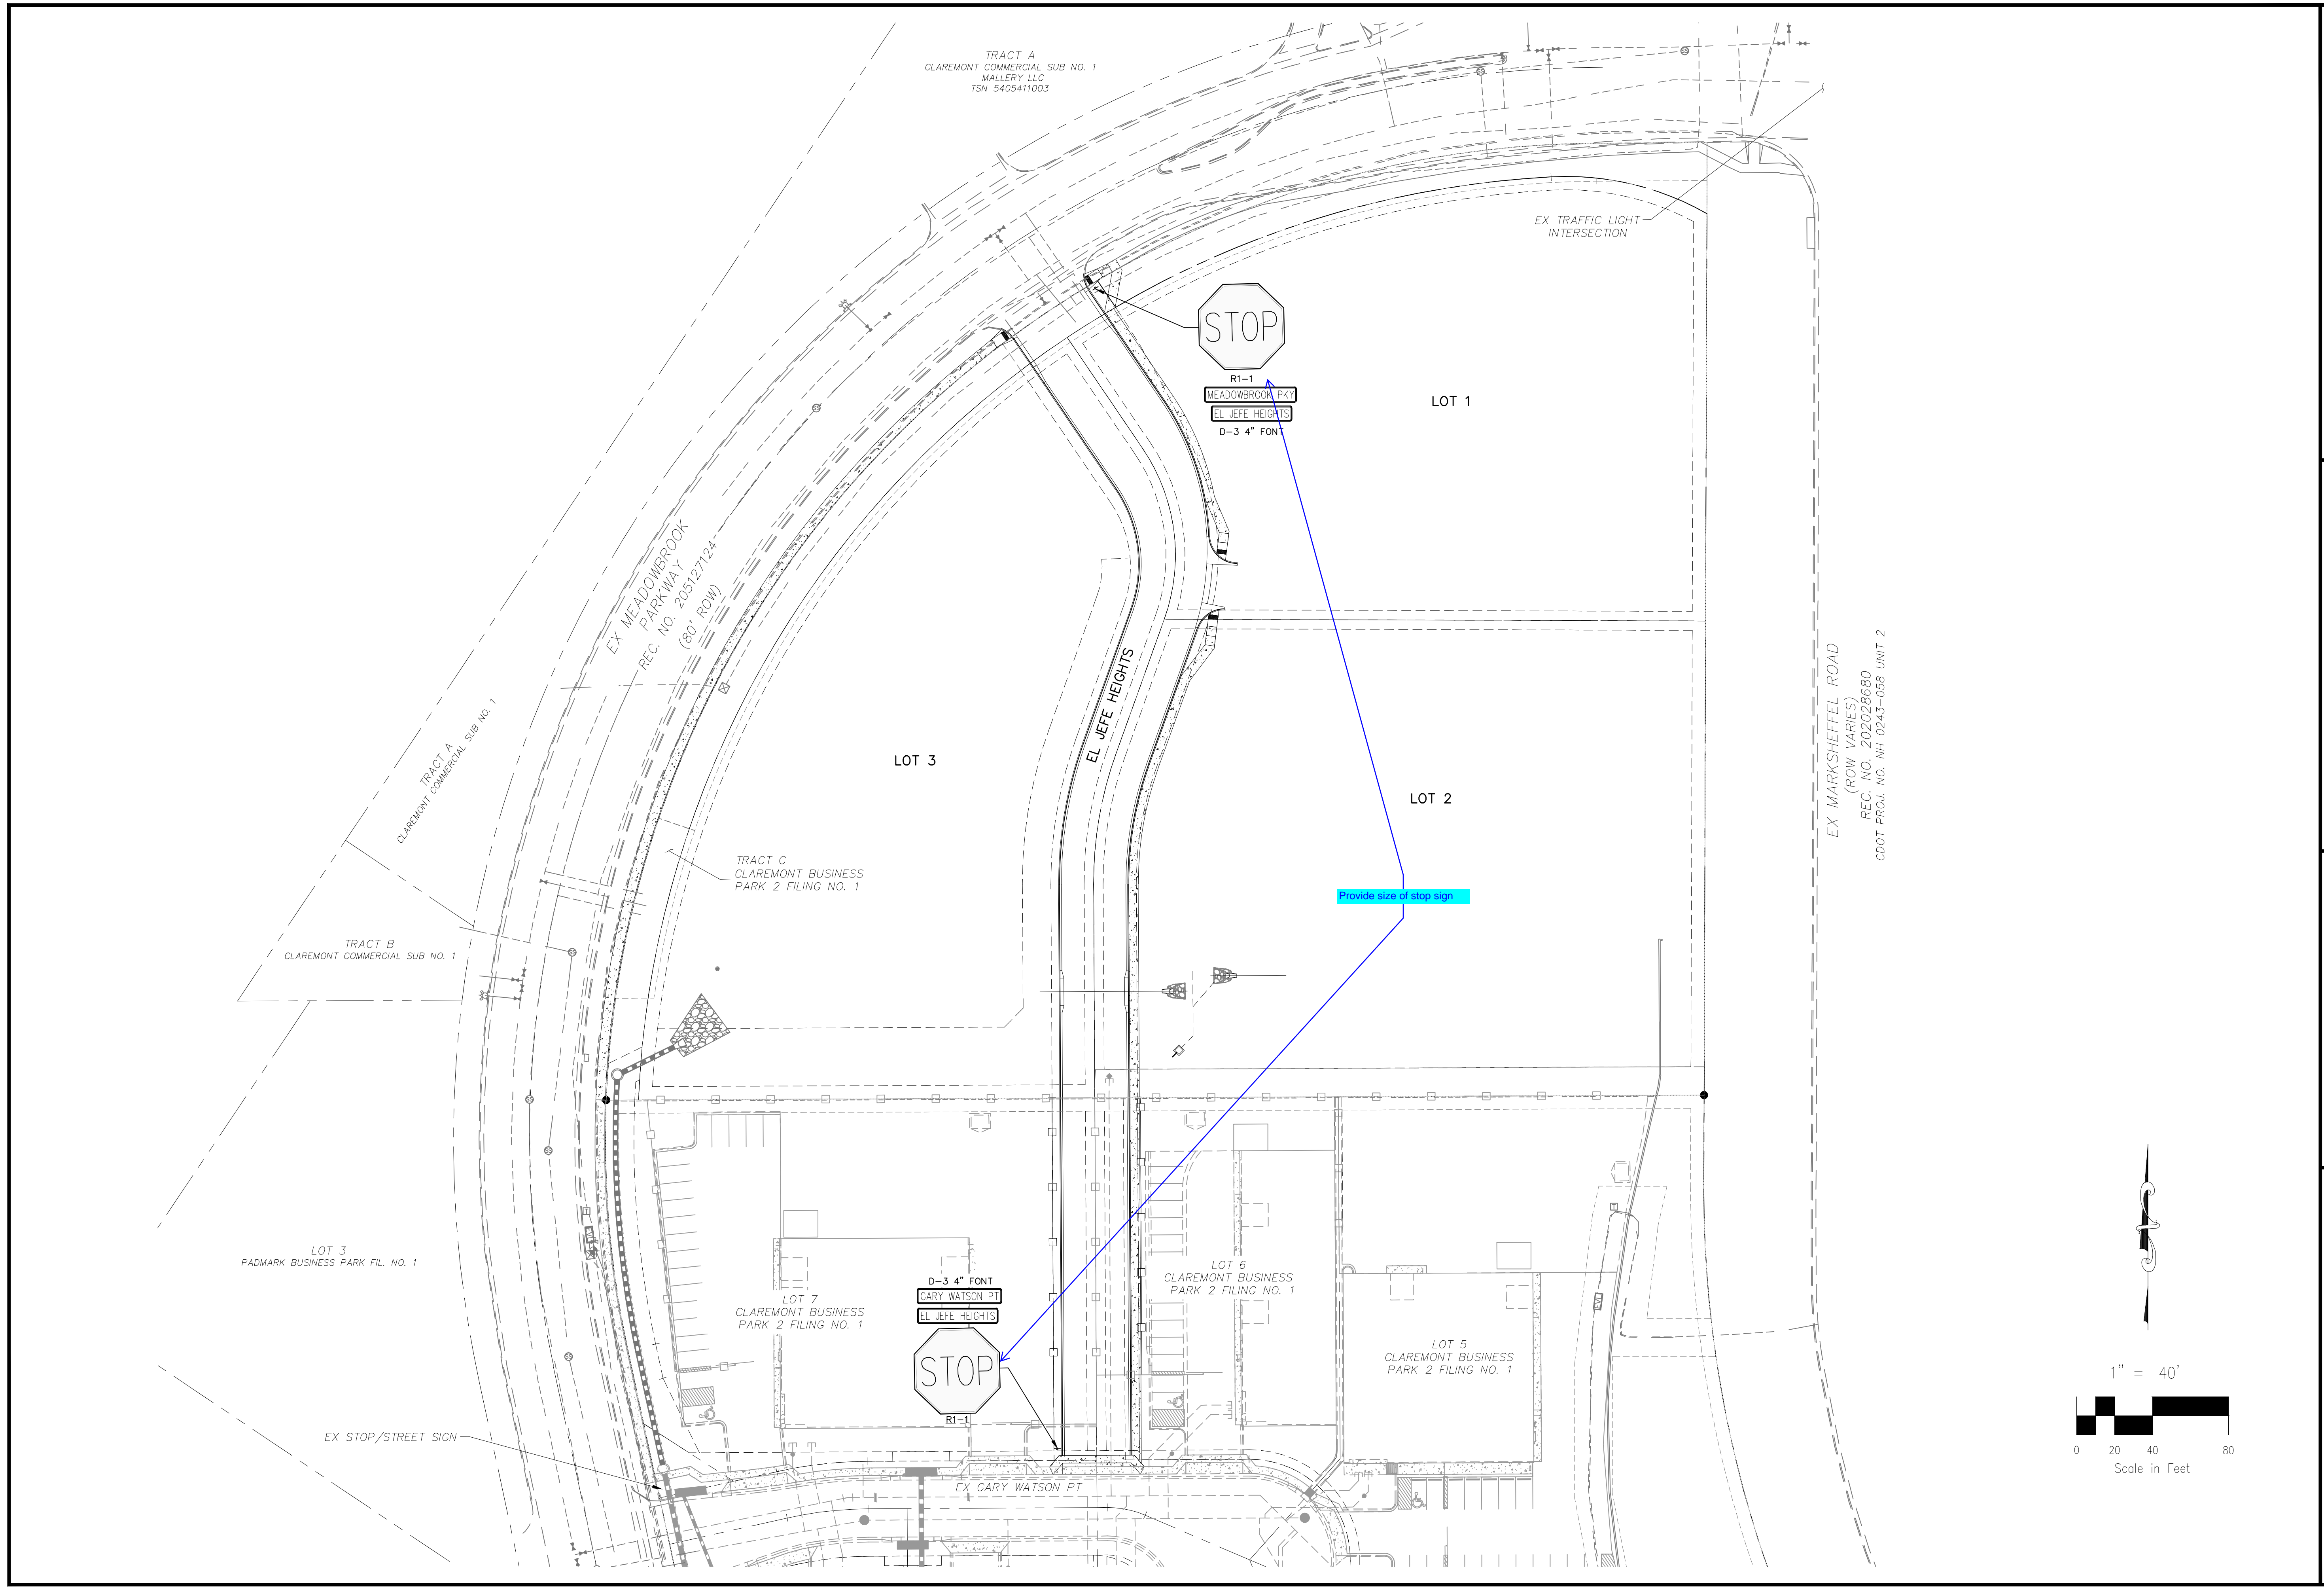 TRACT A
CLAREMONT COMMERCIAL SUB NO. 1
MALLERY LLC
TSN 5405411003
EX TRAFFIC LIGHT
INTERSECTION
STOP
R1-1
MEADOWBROOK PKY
EL JEFE HEIGHTS
D-3 4" FONT
LOT 1
EX MEADOWBROOK
PARKWAY
REC. NO. 205127124
(80' ROW)
EL JEFE HEIGHTS
EX MARKSHEFFEL ROAD
(ROW VARIES)
REC. NO. 202028680
CDOT PROJ. NO. NH 0243-058 UNIT 2
TRACT A
CLAREMONT COMMERCIAL SUB NO. 1
LOT 3
LOT 2
TRACT C
CLAREMONT BUSINESS
PARK 2 FILING NO. 1
Provide size of stop sign
TRACT B
CLAREMONT COMMERCIAL SUB NO. 1
LOT 3
PADMARK BUSINESS PARK FIL. NO. 1
LOT 7
CLAREMONT BUSINESS
PARK 2 FILING NO. 1
D-3 4" FONT
GARY WATSON PT
EL JEFE HEIGHTS
STOP
R1-1
LOT 6
CLAREMONT BUSINESS
PARK 2 FILING NO. 1
LOT 5
CLAREMONT BUSINESS
PARK 2 FILING NO. 1
EX STOP/STREET SIGN
EX GARY WATSON PT
1" = 40'
0 20 40 80
Scale in Feet